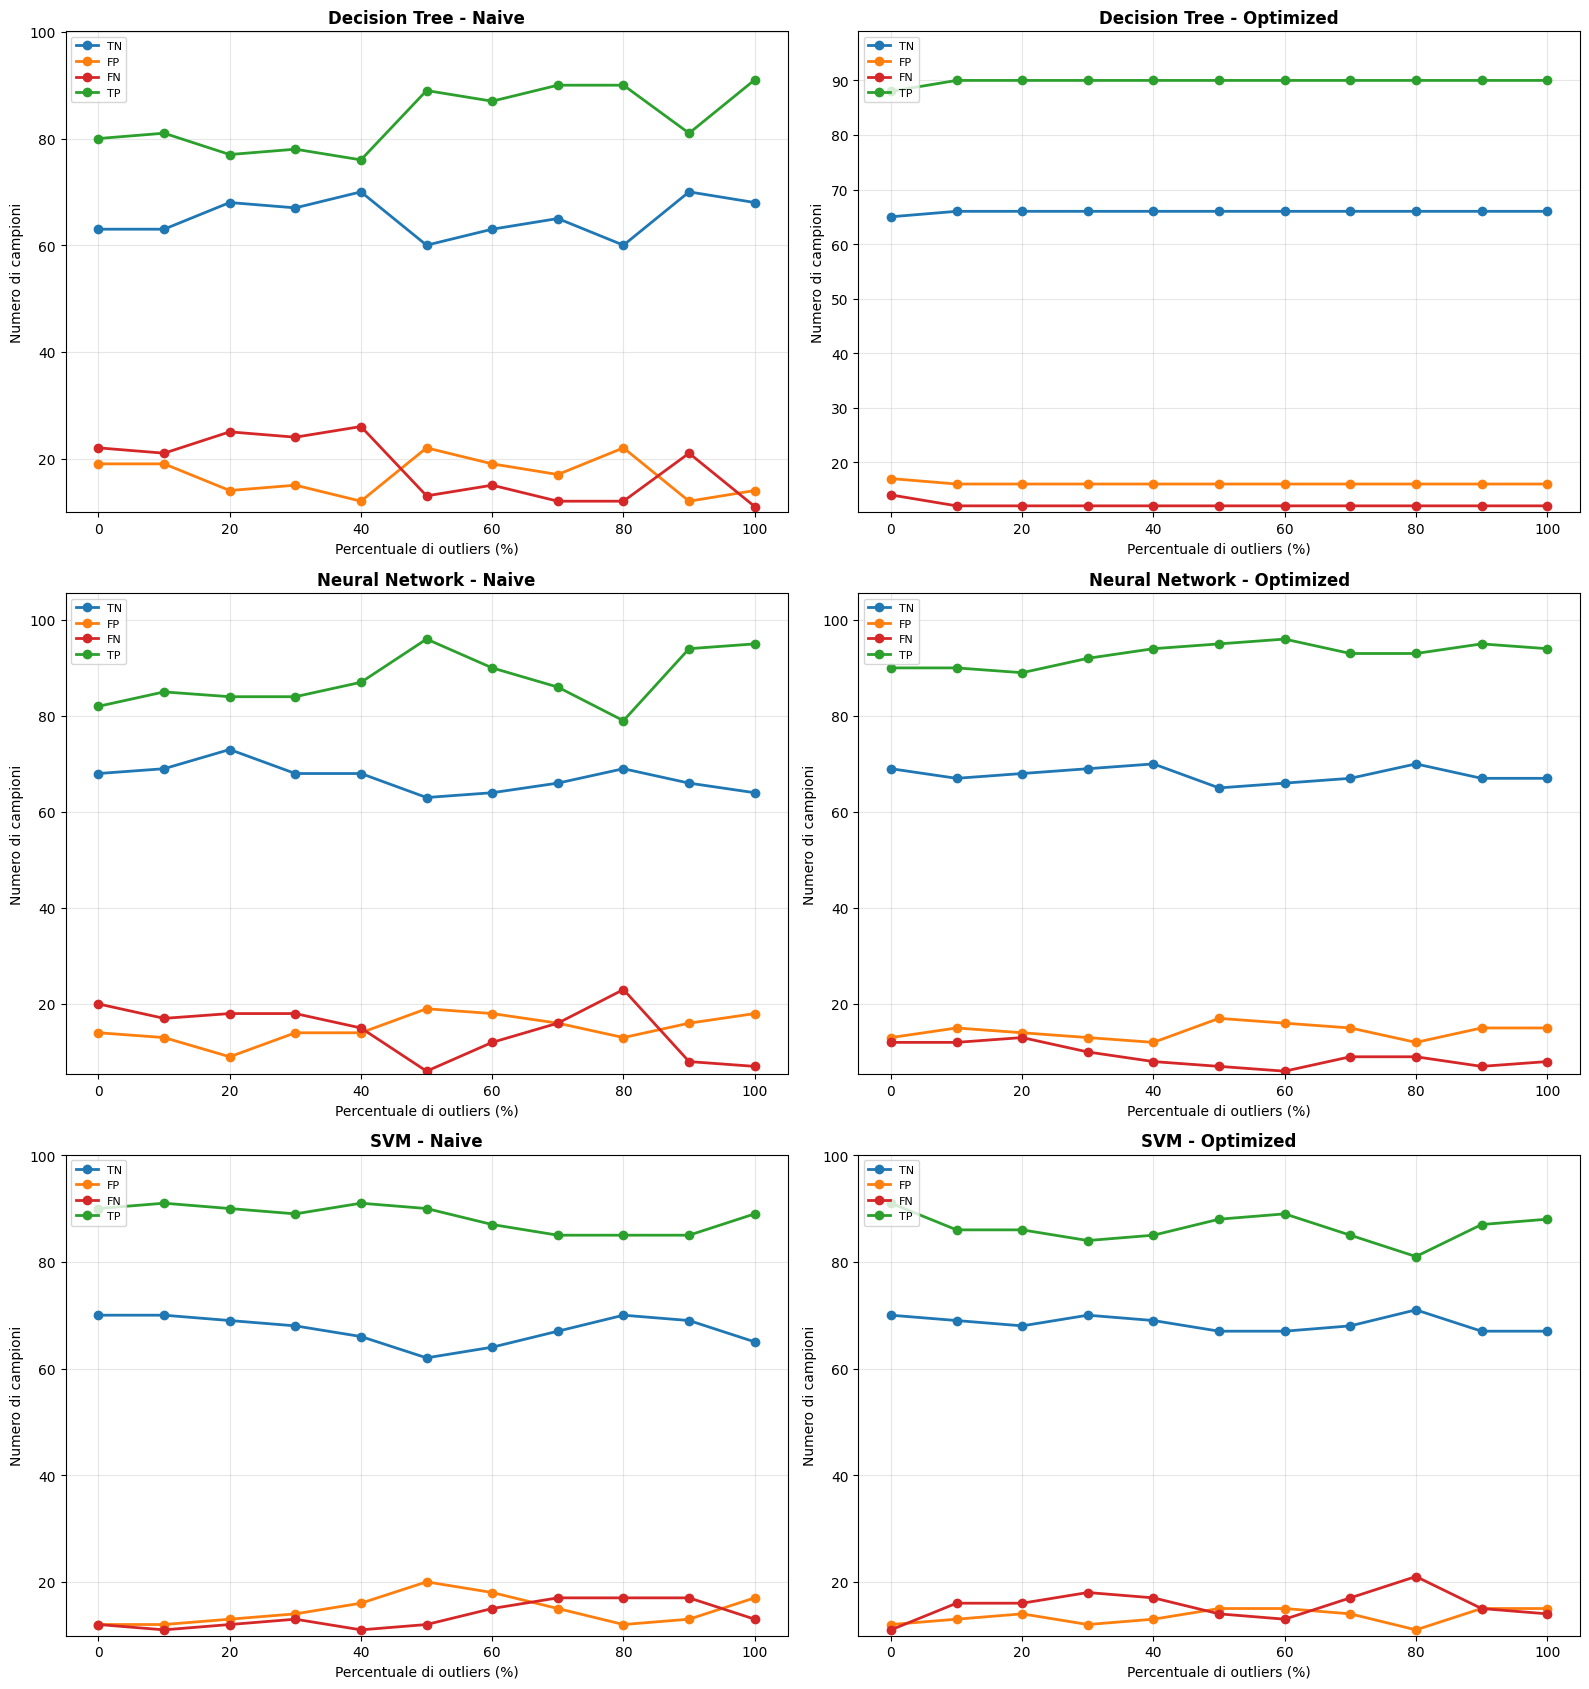 Decision Tree - Naive
100
80
60
40
20
Numero di campioni
TN
FP
FN
TP
0 20 40 60 80 100
Percentuale di outliers (%)
Decision Tree - Optimized
90
80
70
60
50
40
30
20
Numero di campioni
TN
FP
FN
TP
0 20 40 60 80 100
Percentuale di outliers (%)
Neural Network - Naive
100
80
60
40
20
Numero di campioni
TN
FP
FN
TP
0 20 40 60 80 100
Percentuale di outliers (%)
Neural Network - Optimized
100
80
60
40
20
Numero di campioni
TN
FP
FN
TP
0 20 40 60 80 100
Percentuale di outliers (%)
SVM - Naive
100
80
60
40
20
Numero di campioni
TN
FP
FN
TP
0 20 40 60 80 100
Percentuale di outliers (%)
SVM - Optimized
100
80
60
40
20
Numero di campioni
TN
FP
FN
TP
0 20 40 60 80 100
Percentuale di outliers (%)